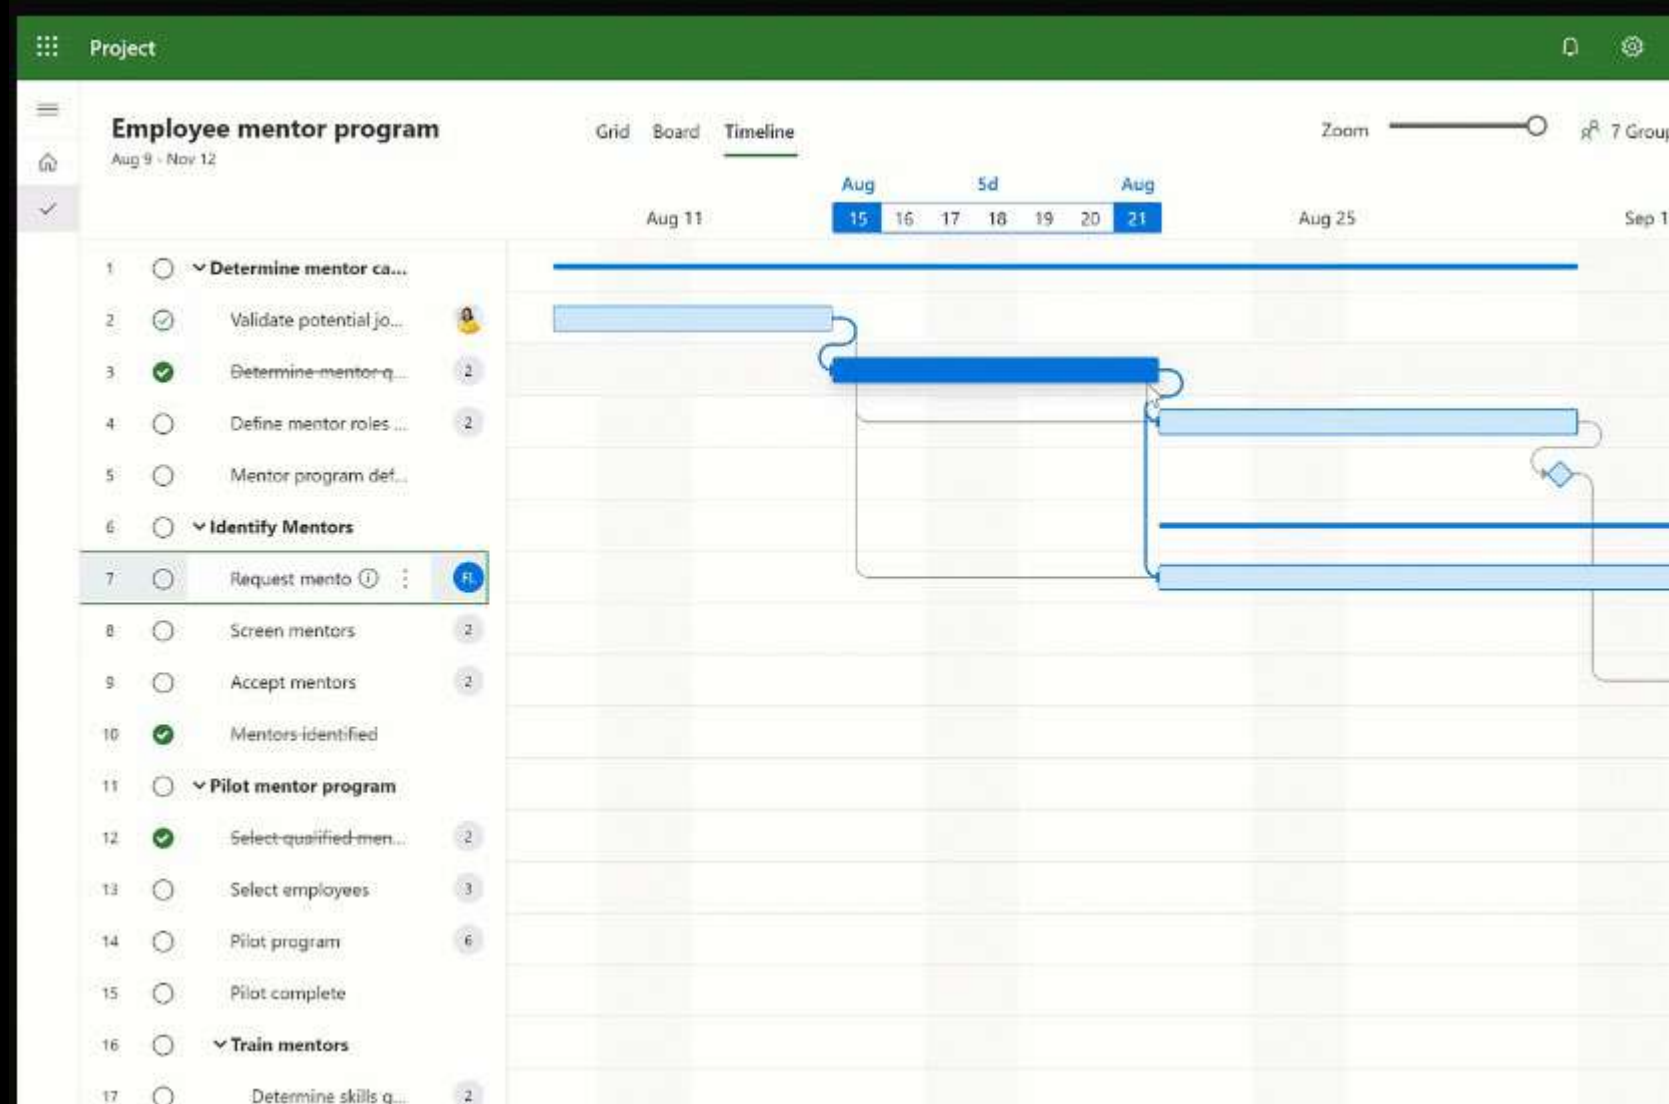 Project
Employee mentor program
Aug 9 - Nov 12
Grid Board Timeline
Zoom
7 Group
Aug 5d Aug
Aug 11 15 16 17 18 19 20 21 Aug 25 Sep 1
1 Determine mentor ca...
2 Validate potential jo...
3 Determine mentor q... 2
4 Define mentor roles ... 2
5 Mentor program def...
6 Identify Mentors
7 Request mento FL
8 Screen mentors 2
9 Accept mentors 2
10 Mentors identified
11 Pilot mentor program
12 Select qualified men... 2
13 Select employees 3
14 Pilot program 6
15 Pilot complete
16 Train mentors
17 Determine skills q... 2